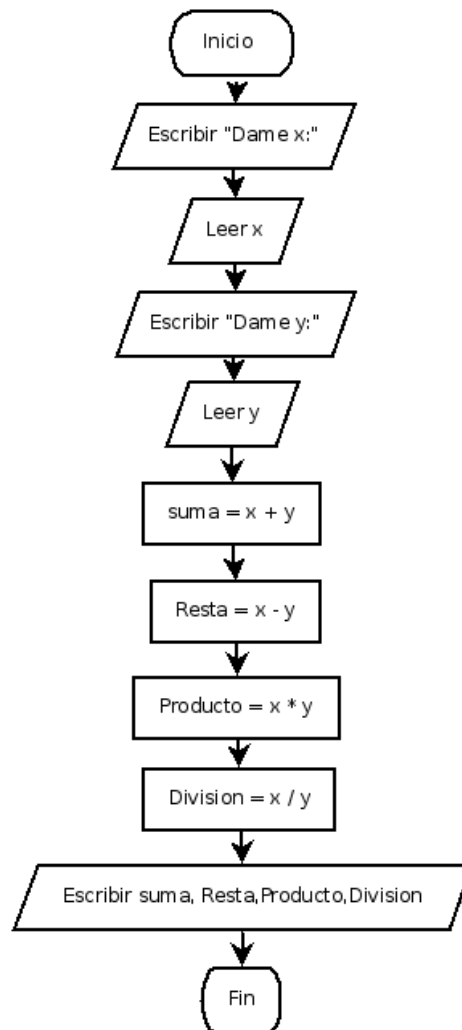 Inicio
Escribir "Dame x:"
Leer x
Escribir "Dame y:"
Leer y
suma = x + y
Resta = x - y
Producto = x * y
Division = x / y
Escribir suma, Resta,Producto,Division
Fin